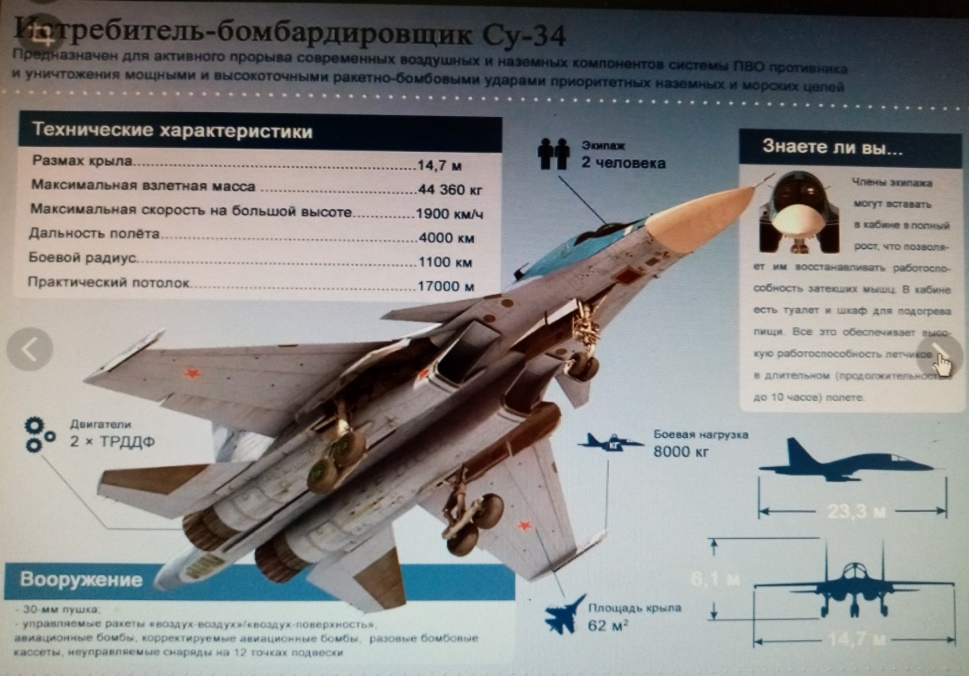 Истребитель-бомбардировщик Су-34
Предназначен для активного прорыва современных воздушных и наземных компонентов системы ПВО противника
и уничтожения мощными и высокоточными ракетно-бомбовыми ударами приоритетных наземных и морских целей
Технические характеристики
Размах крыла..............................................14,7 м
Максимальная взлетная масса ........................44 360 кг
Максимальная скорость на большой высоте..........1900 км/ч
Дальность полёта..........................................4000 км
Боевой радиус..............................................1100 км
Практический потолок.....................................17000 м
Экипаж
2 человека
Знаете ли вы...
Члены экипажа
могут вставать
в кабине в полный
рост, что позволя-
ет им восстанавливать работоспо-
собность затекших мышц. В кабине
есть туалет и шкаф для подогрева
пищи. Все это обеспечивает высо-
кую работоспособность летчиков
в длительном (продолжительностью
до 10 часов) полете.
Двигатели
2 × ТРДДФ
кг
Боевая нагрузка
8000 кг
23,3 м
6,1 м
14,7 м
Площадь крыла
62 м²
Вооружение
- 30-мм пушка;
- управляемые ракеты «воздух-воздух»/«воздух-поверхность»,
авиационные бомбы, корректируемые авиационные бомбы, разовые бомбовые
кассеты, неуправляемые снаряды на 12 точках подвески